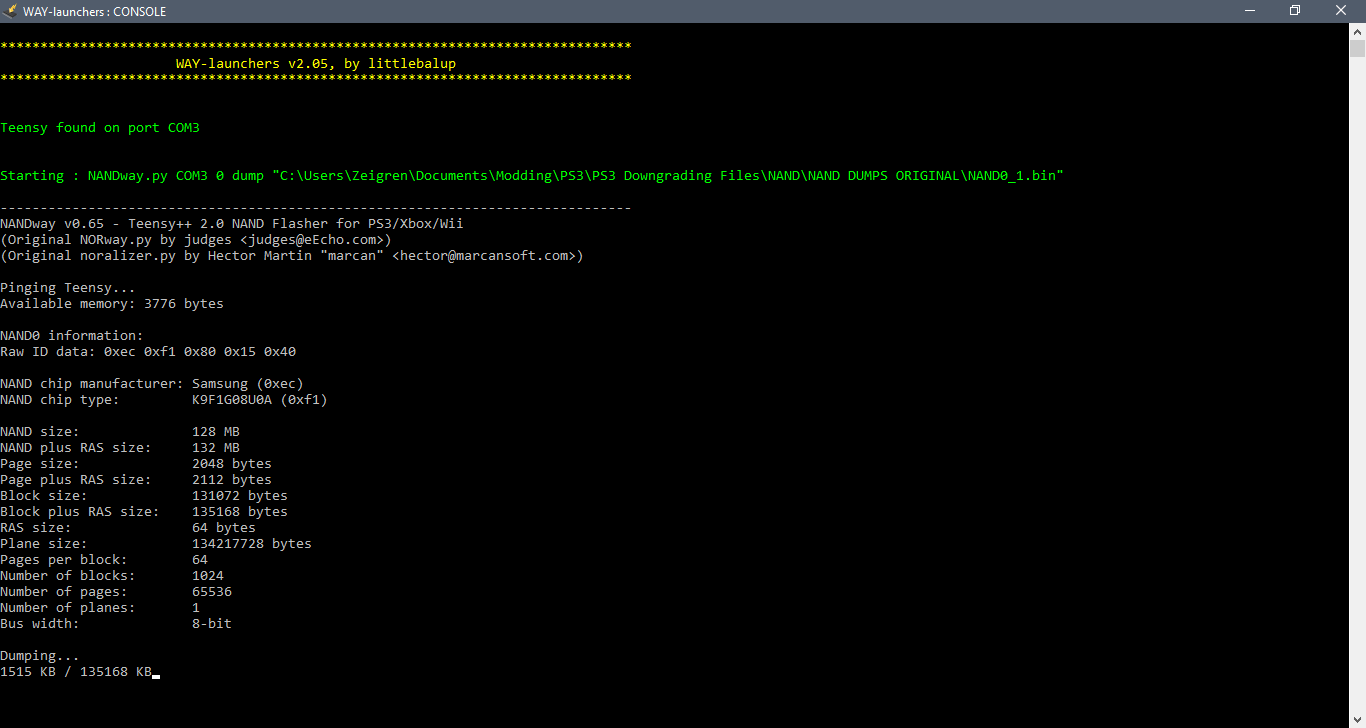 WAY-launchers : CONSOLE
*******************************************************************************
WAY-launchers v2.05, by littlebalup
*******************************************************************************
Teensy found on port COM3
Starting : NANDway.py COM3 0 dump "C:\Users\Zeigren\Documents\Modding\PS3\PS3 Downgrading Files\NAND\NAND DUMPS ORIGINAL\NAND0_1.bin"
-------------------------------------------------------------------------------
NANDway v0.65 - Teensy++ 2.0 NAND Flasher for PS3/Xbox/Wii
(Original NORway.py by judges <judges@eEcho.com>)
(Original noralizer.py by Hector Martin "marcan" <hector@marcansoft.com>)
Pinging Teensy...
Available memory: 3776 bytes
NAND0 information:
Raw ID data: 0xec 0xf1 0x80 0x15 0x40
NAND chip manufacturer: Samsung (0xec)
NAND chip type: K9F1G08U0A (0xf1)
NAND size: 128 MB
NAND plus RAS size: 132 MB
Page size: 2048 bytes
Page plus RAS size: 2112 bytes
Block size: 131072 bytes
Block plus RAS size: 135168 bytes
RAS size: 64 bytes
Plane size: 134217728 bytes
Pages per block: 64
Number of blocks: 1024
Number of pages: 65536
Number of planes: 1
Bus width: 8-bit
Dumping...
1515 KB / 135168 KB